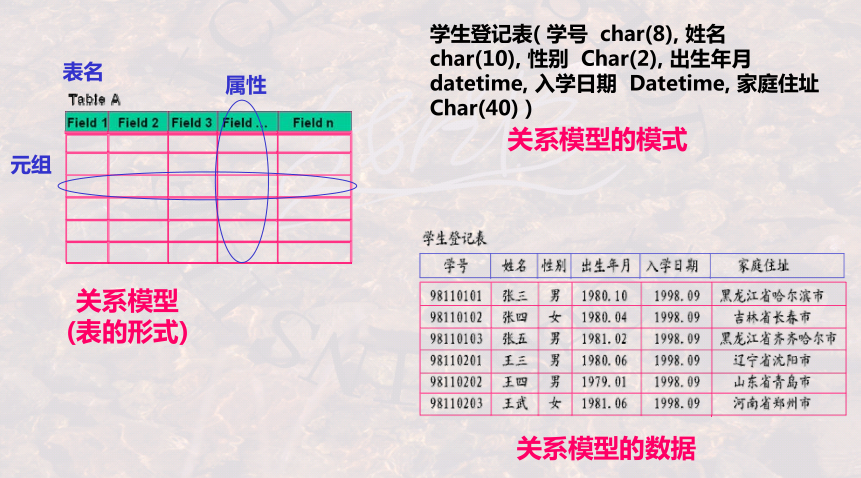 表名
属性
Table A
Field 1 Field 2 Field 3 Field ... Field n
元组
关系模型
(表的形式)
学生登记表( 学号 char(8), 姓名
char(10), 性别 Char(2), 出生年月
datetime, 入学日期 Datetime, 家庭住址
Char(40) )
关系模型的模式
学生登记表
学号 姓名 性别 出生年月 入学日期 家庭住址
98110101 张三 男 1980.10 1998.09 黑龙江省哈尔滨市
98110102 张四 女 1980.04 1998.09 吉林省长春市
98110103 张五 男 1981.02 1998.09 黑龙江省齐齐哈尔市
98110201 王三 男 1980.06 1998.09 辽宁省沈阳市
98110202 王四 男 1979.01 1998.09 山东省青岛市
98110203 王武 女 1981.06 1998.09 河南省郑州市
关系模型的数据